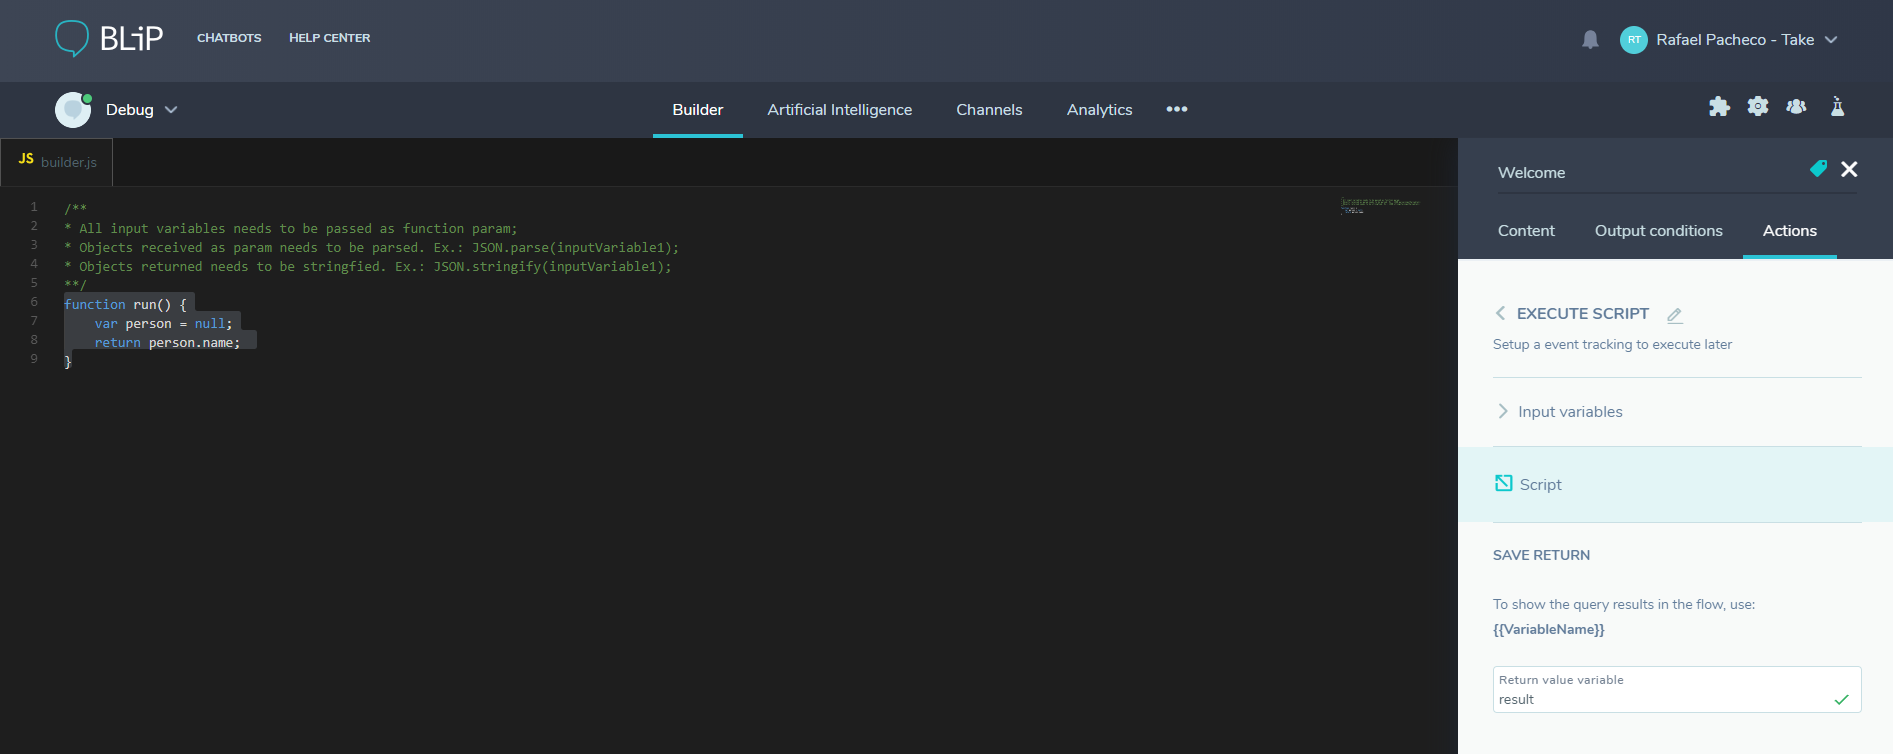 BLiP CHATBOTS HELP CENTER RT Rafael Pacheco - Take
Debug Builder Artificial Intelligence Channels Analytics •••
JS builder.js
1 /**
2 * All input variables needs to be passed as function param;
3 * Objects received as param needs to be parsed. Ex.: JSON.parse(inputVariable1);
4 * Objects returned needs to be stringfied. Ex.: JSON.stringify(inputVariable1);
5 **/
6 function run() {
7 var person = null;
8 return person.name;
9 }
Welcome
Content Output conditions Actions
EXECUTE SCRIPT
Setup a event tracking to execute later
Input variables
Script
SAVE RETURN
To show the query results in the flow, use:
{{VariableName}}
Return value variable
result